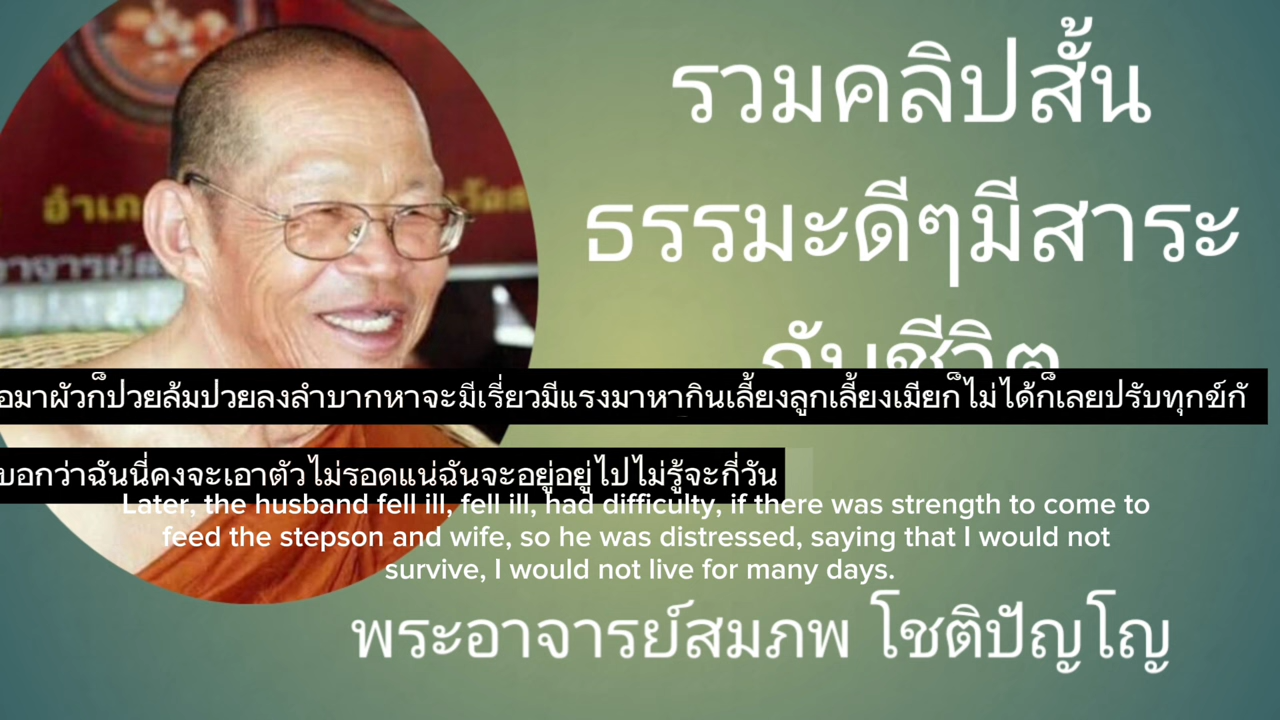 รวมคลิปสั้น
ธรรมะดีๆมีสาระ
กับชีวิต
อำเภ
อมาผัวก็ป่วยล้มป่วยลงลำบากหาจะมีเรี่ยวมีแรงมาหากินเลี้ยงลูกเลี้ยงเมียก็ไม่ได้ก็เลยปรับทุกข์กั
บอกว่าฉันนี่คงจะเอาตัวไม่รอดแน่ฉันจะอยู่อยู่ไปไม่รู้จะกี่วัน
Later, the husband fell ill, fell ill, had difficulty, if there was strength to come to
feed the stepson and wife, so he was distressed, saying that I would not
survive, I would not live for many days.
พระอาจารย์สมภพ โชติปัญโญ